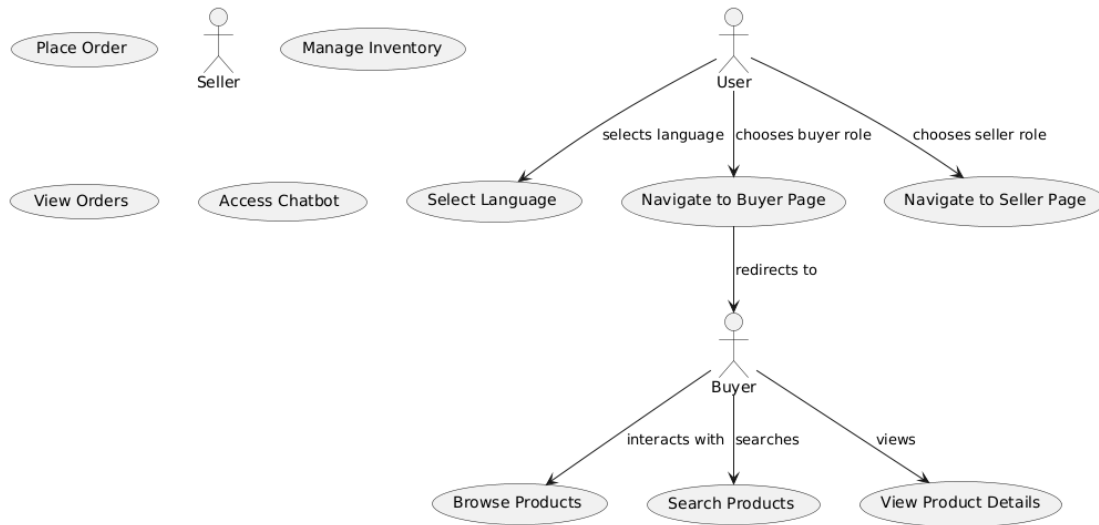 Place Order
Seller
Manage Inventory
User
selects language
chooses buyer role
chooses seller role
View Orders
Access Chatbot
Select Language
Navigate to Buyer Page
Navigate to Seller Page
redirects to
Buyer
interacts with
searches
views
Browse Products
Search Products
View Product Details